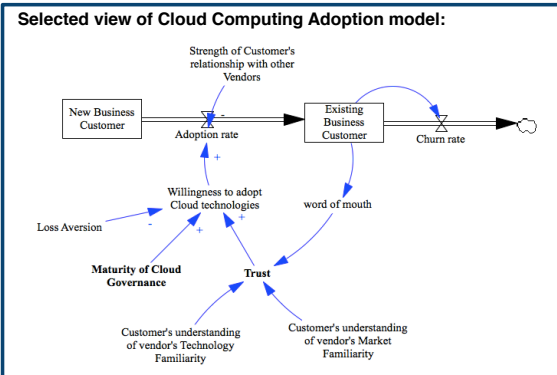 Selected view of Cloud Computing Adoption model:
Strength of Customer's
relationship with other
Vendors
New Business
Customer
-
Adoption rate
Existing
Business
Customer
Churn rate
+
Willingness to adopt
Cloud technologies
word of mouth
Loss Aversion
-
+
+
Maturity of Cloud
Governance
Trust
Customer's understanding
of vendor's Technology
Familiarity
Customer's understanding
of vendor's Market
Familiarity